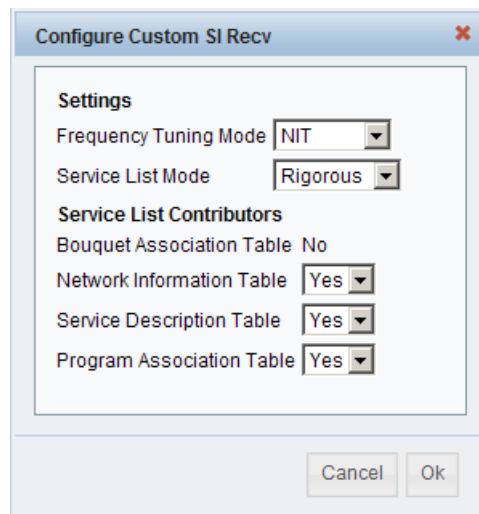 Configure Custom SI Recv
Settings
Frequency Tuning Mode NIT
Service List Mode Rigorous
Service List Contributors
Bouquet Association Table No
Network Information Table Yes
Service Description Table Yes
Program Association Table Yes
Cancel Ok